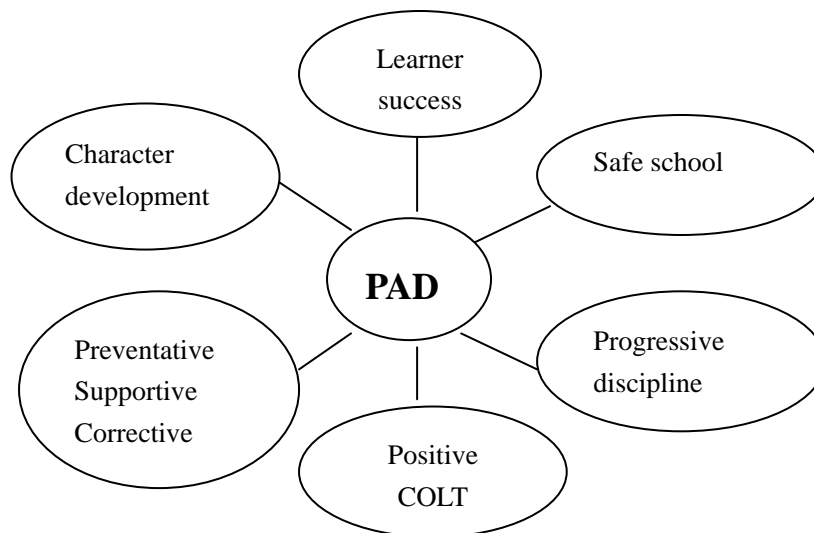 Learner
success
Character
development
Safe school
PAD
Preventative
Supportive
Corrective
Progressive
discipline
Positive
COLT